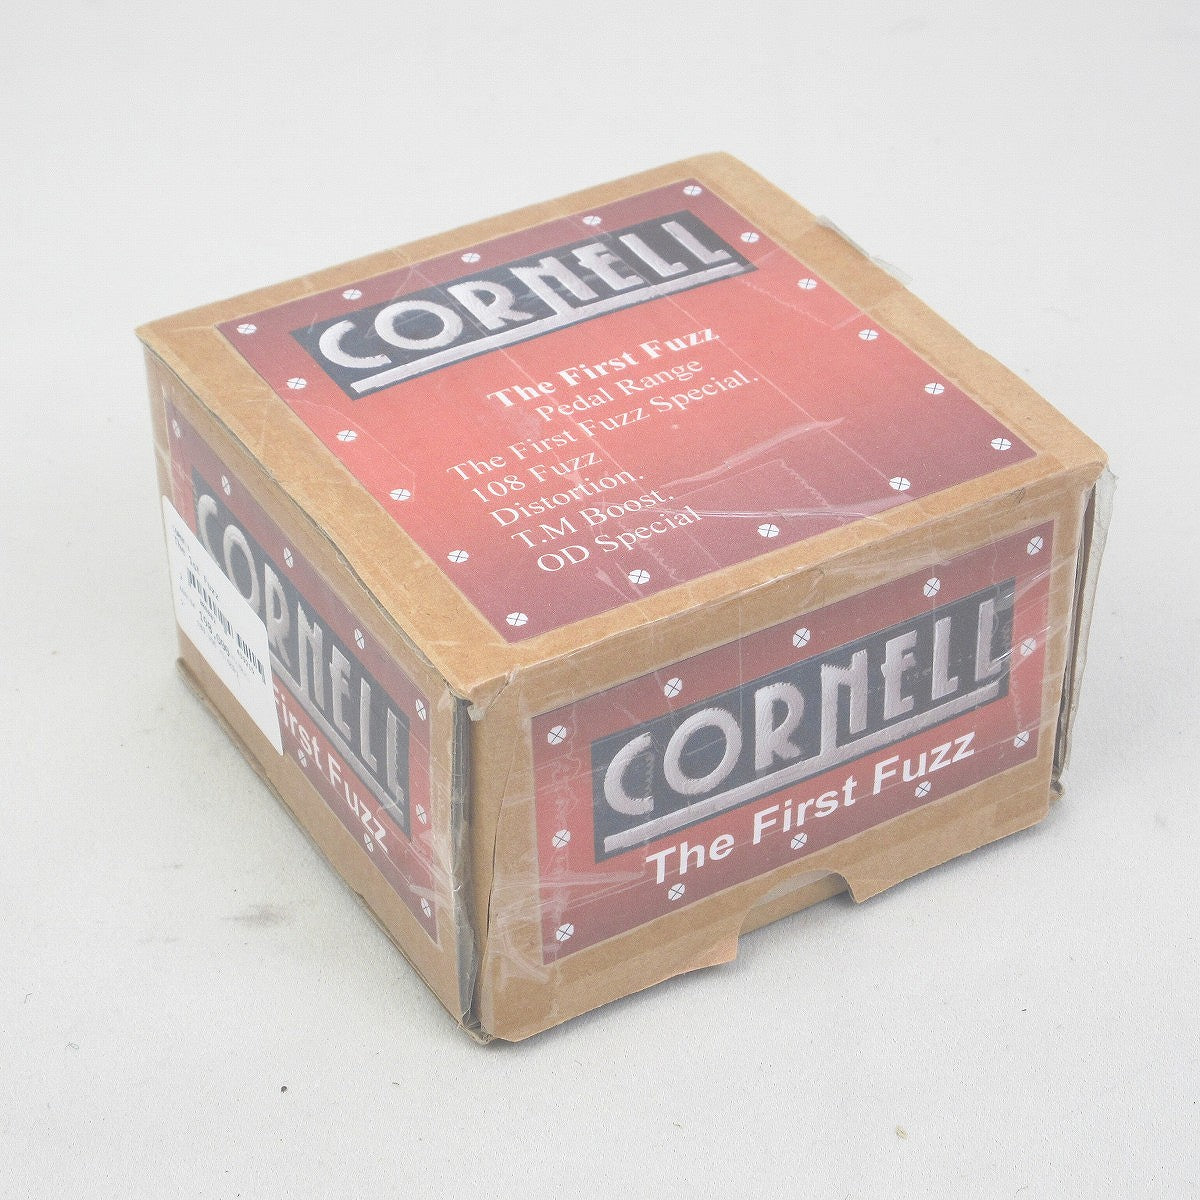 CORNELL
The First Fuzz
Pedal Range
The First Fuzz Special.
108 Fuzz
Distortion.
T.M Boost.
OD Special
CORNELL
First Fuzz
CORNELL
The First Fuzz